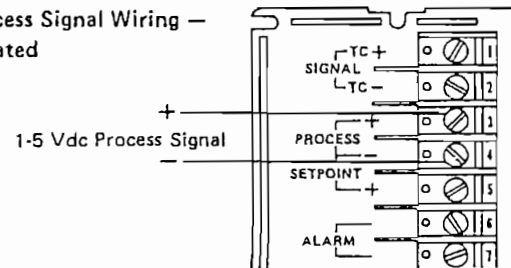 cess Signal Wiring —
ated
TC +
SIGNAL
TC −
+
1-5 Vdc Process Signal
−
+
PROCESS
−
SETPOINT
+
ALARM
1
2
3
4
5
6
7